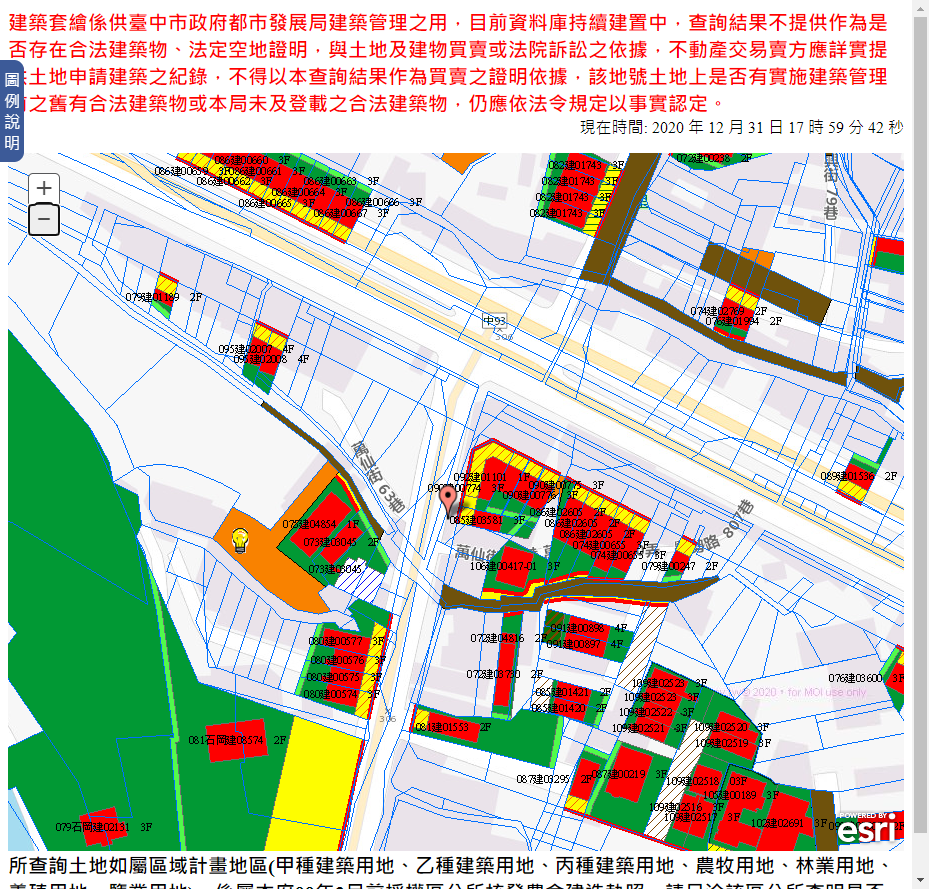 建築套繪係供臺中市政府都市發展局建築管理之用，目前資料庫持續建置中，查詢結果不提供作為是
否存在合法建築物、法定空地證明，與土地及建物買賣或法院訴訟之依據，不動產交易賣方應詳實提
土地申請建築之紀錄，不得以本查詢結果作為買賣之證明依據，該地號土地上是否有實施建築管理
之舊有合法建築物或本局未及登載之合法建築物，仍應依法令規定以事實認定。
圖例說明
現在時間: 2020 年 12 月 31 日 17 時 59 分 42 秒
+
−
086建00660 3F
086建00661 3F
086建00662 3F
086建00663 3F
086建00664 3F
086建00665 3F
086建00666 3F
086建00667 3F
082建01743 3F
082建01743 3F
082建01743 3F
082建01743 3F
072建00238 2F
街 79巷
079建01189 2F
074建02769 2F
076建01994 2F
中93
306
095建02007 4F
095建02008 4F
萬仙街 63巷
089建01536 2F
090建01101 1F
090建00774 3F
090建00775 3F
090建00776 3F
085建03581 3F
086建02605 2F
086建02605 2F
086建02605 2F
074建00655 3F
074建00655 3F
路 807巷
萬仙街
079建00247 2F
106建00417-01 3F
075建04854 1F
073建03045 2F
073建03045
080建00577 3F
080建00576 3F
080建00575 3F
080建00574 3F
072建04816 2F
091建00898 4F
091建00897 4F
072建03730 2F
085建01421 2F
085建01420 2F
109建02523 3F
109建02523 3F
109建02522 3F
109建02521 3F
109建02520 3F
109建02519 3F
076建03600 3F
©2020 + for MOI use only.
316
081建01553 2F
081石岡建08574 2F
087建03295 2F
087建00219 3F
109建02518 03F
105建00189 3F
109建02516 3F
109建02517 3F
102建02691 3F
079石岡建02131 3F
POWERED BY
esri
所查詢土地如屬區域計畫地區(甲種建築用地、乙種建築用地、丙種建築用地、農牧用地、林業用地、